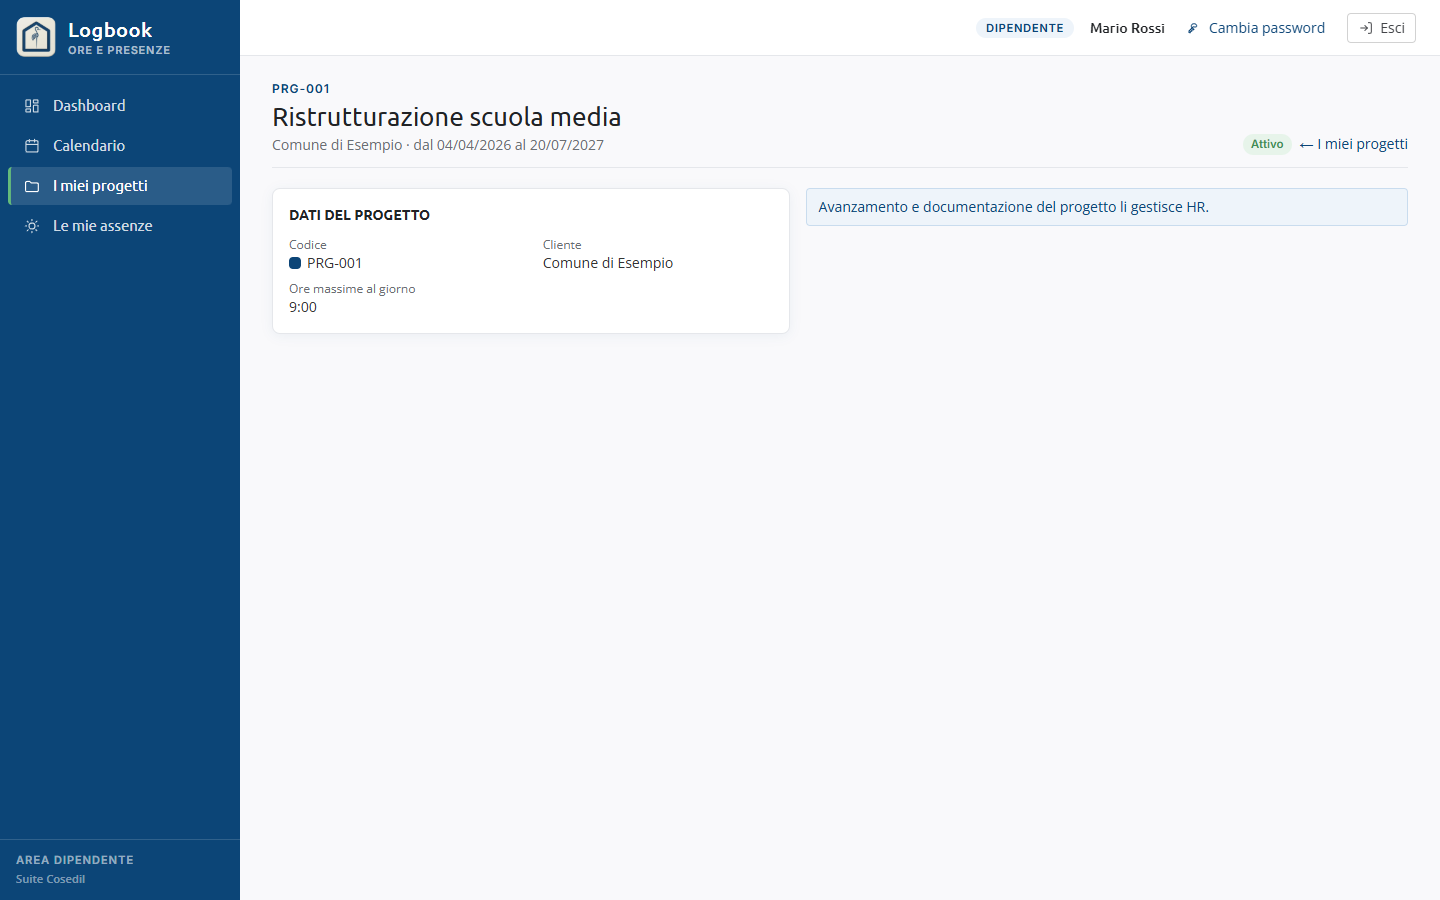 Logbook
ORE E PRESENZE
Dashboard
Calendario
I miei progetti
Le mie assenze
AREA DIPENDENTE
Suite Cosedil
DIPENDENTE
Mario Rossi
Cambia password
Esci
PRG-001
Ristrutturazione scuola media
Comune di Esempio · dal 04/04/2026 al 20/07/2027
Attivo
← I miei progetti
DATI DEL PROGETTO
Codice
PRG-001
Cliente
Comune di Esempio
Ore massime al giorno
9:00
Avanzamento e documentazione del progetto li gestisce HR.